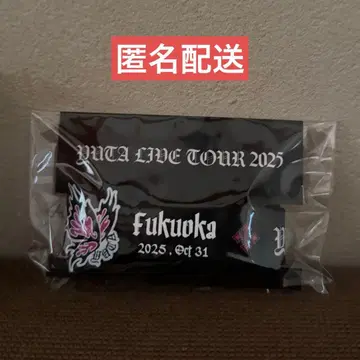 匿名配送
YUTA LIVE TOUR 2025
Fukuoka
2025. Oct 31
Y